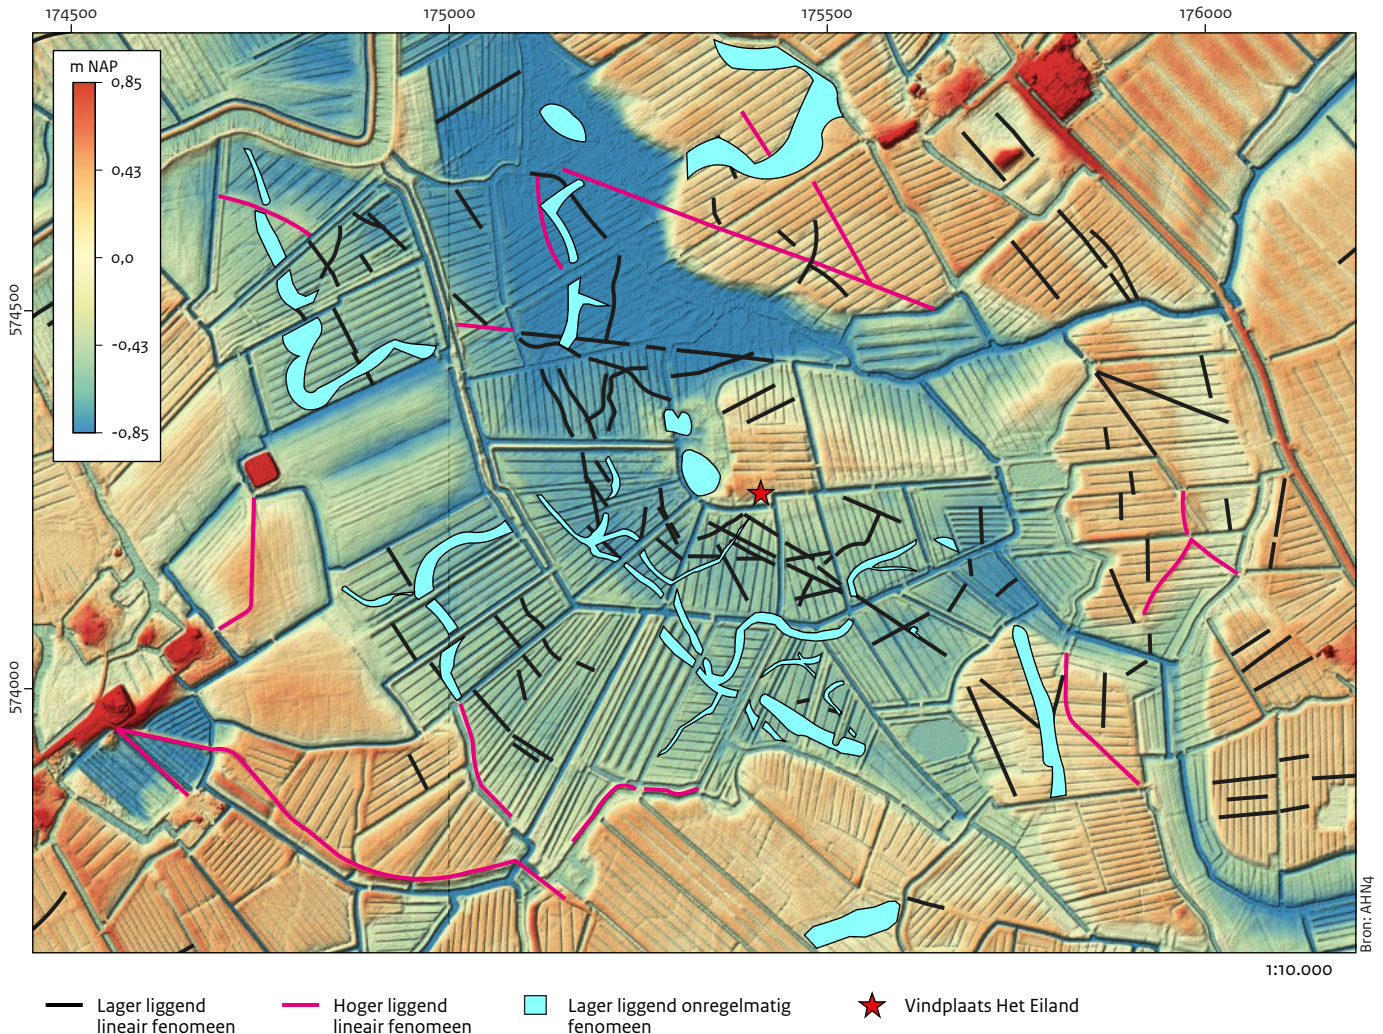 174500
175000
175500
176000
574500
574000
m NAP
0,85
0,43
0,0
-0,43
-0,85
Bron: AHN4
1:10.000
Lager liggend
lineair fenomeen
Hoger liggend
lineair fenomeen
Lager liggend onregelmatig
fenomeen
Vindplaats Het Eiland